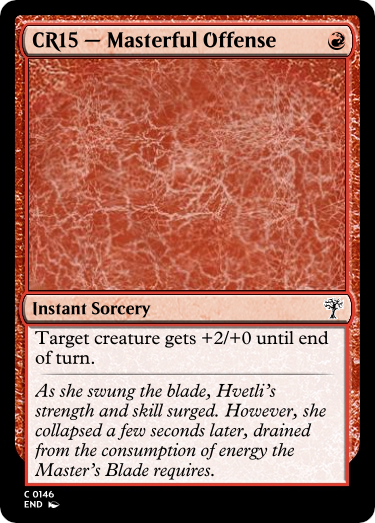 CR15 — Masterful Offense
Instant Sorcery
Target creature gets +2/+0 until end
of turn.
As she swung the blade, Hvetli's
strength and skill surged. However, she
collapsed a few seconds later, drained
from the consumption of energy the
Master's Blade requires.
C 0146
END